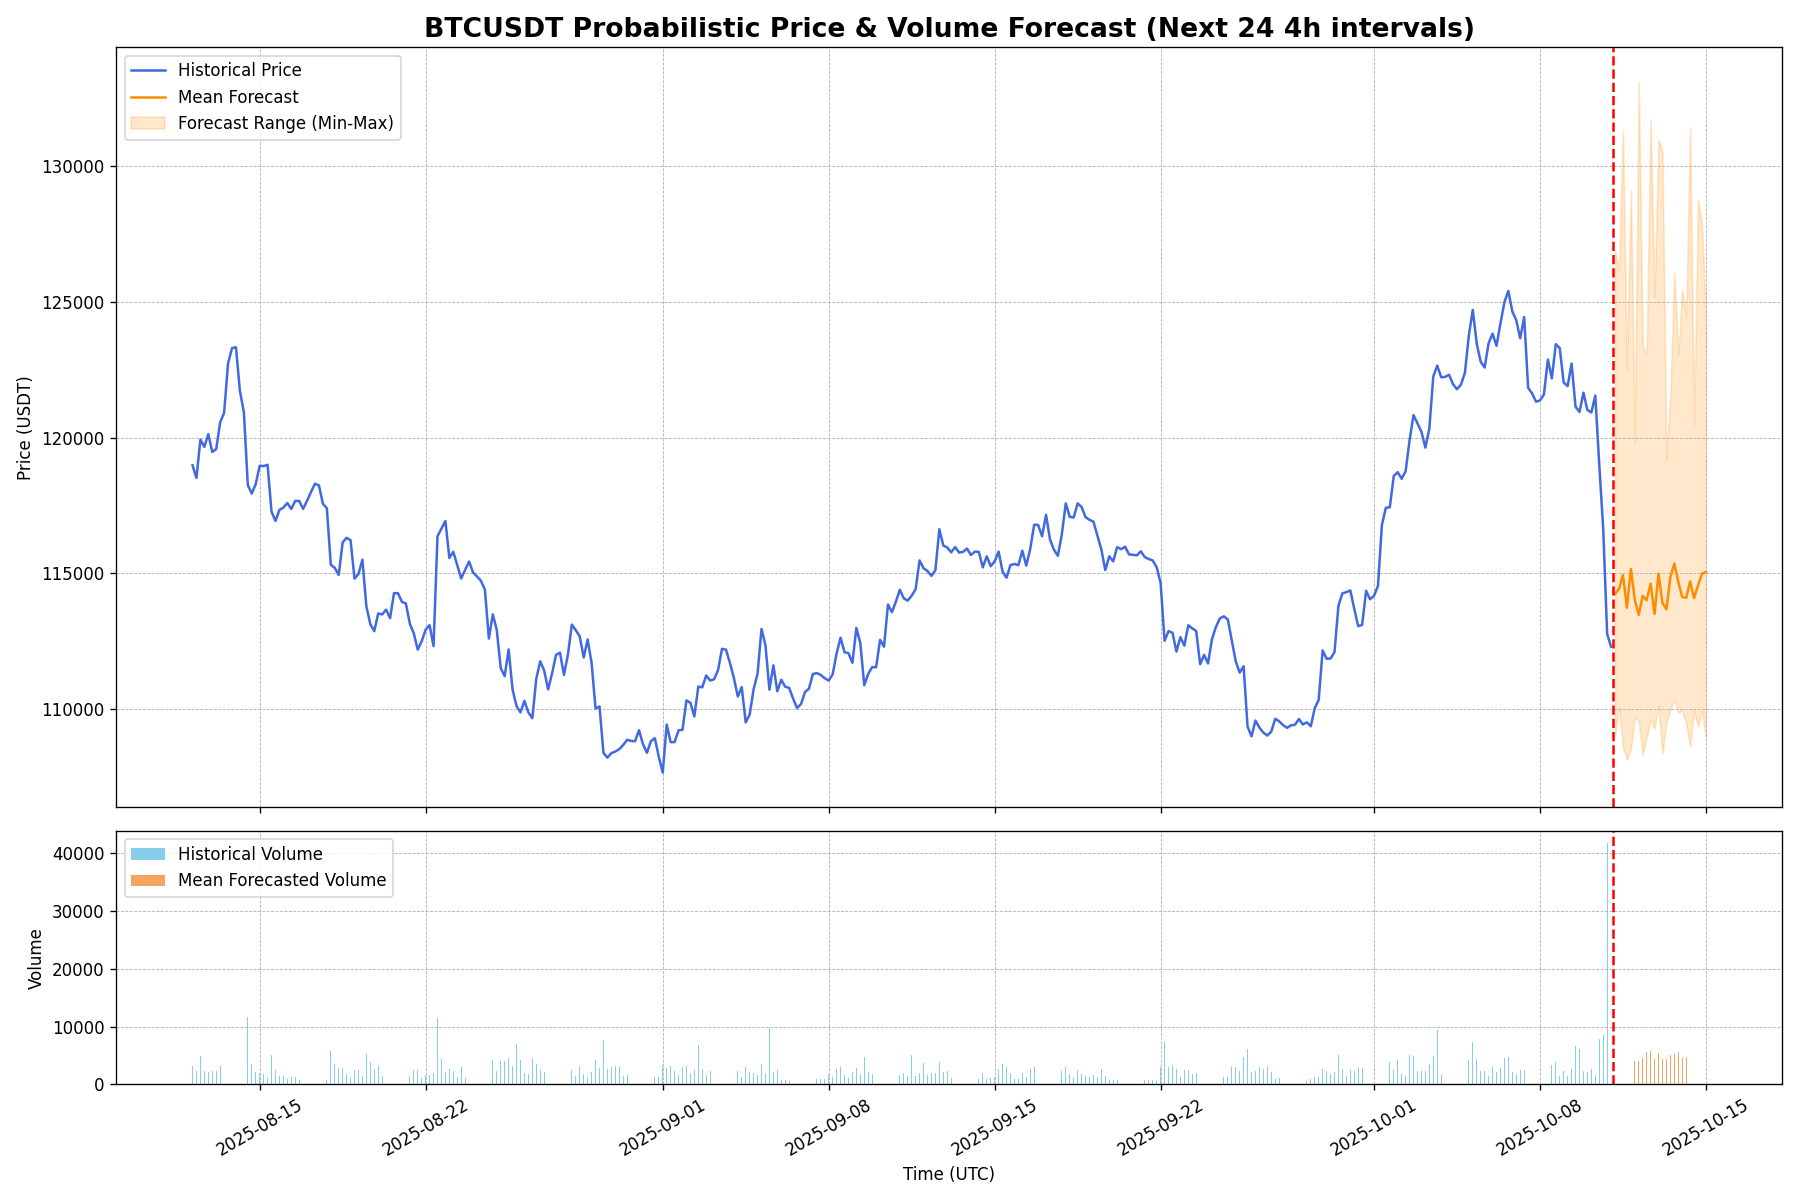 BTCUSDT Probabilistic Price & Volume Forecast (Next 24 4h intervals)
Historical Price
Mean Forecast
Forecast Range (Min-Max)
130000
125000
120000
115000
110000
Price (USDT)
Historical Volume
Mean Forecasted Volume
40000
30000
20000
10000
0
Volume
2025-08-15
2025-08-22
2025-09-01
2025-09-08
2025-09-15
2025-09-22
2025-10-01
2025-10-08
2025-10-15
Time (UTC)